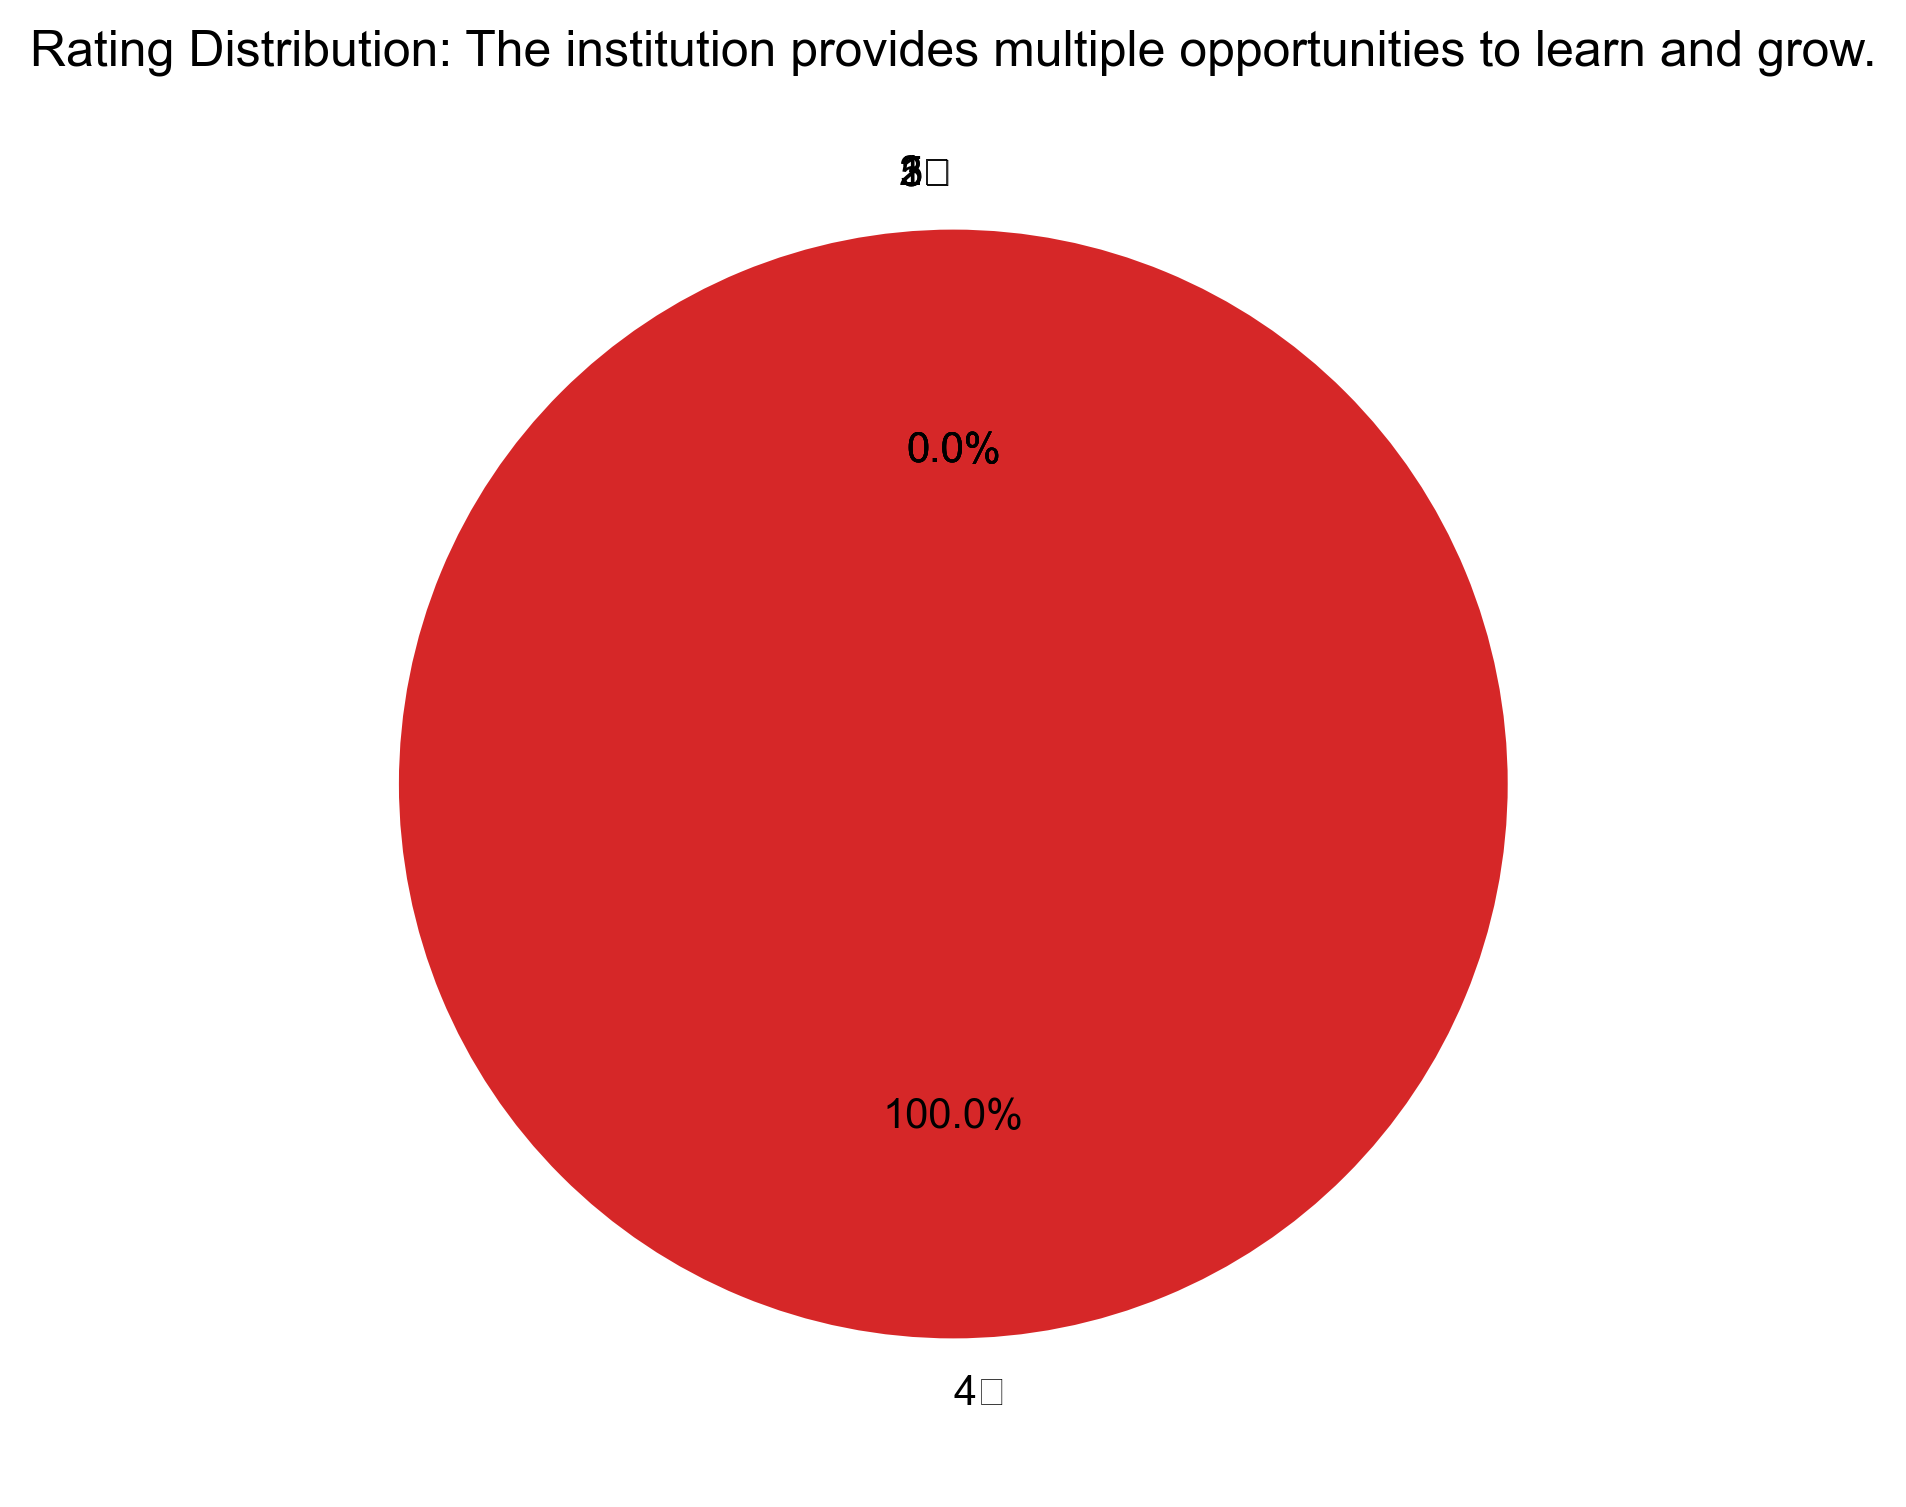 Rating Distribution: The institution provides multiple opportunities to learn and grow.
0.0%
100.0%
4□